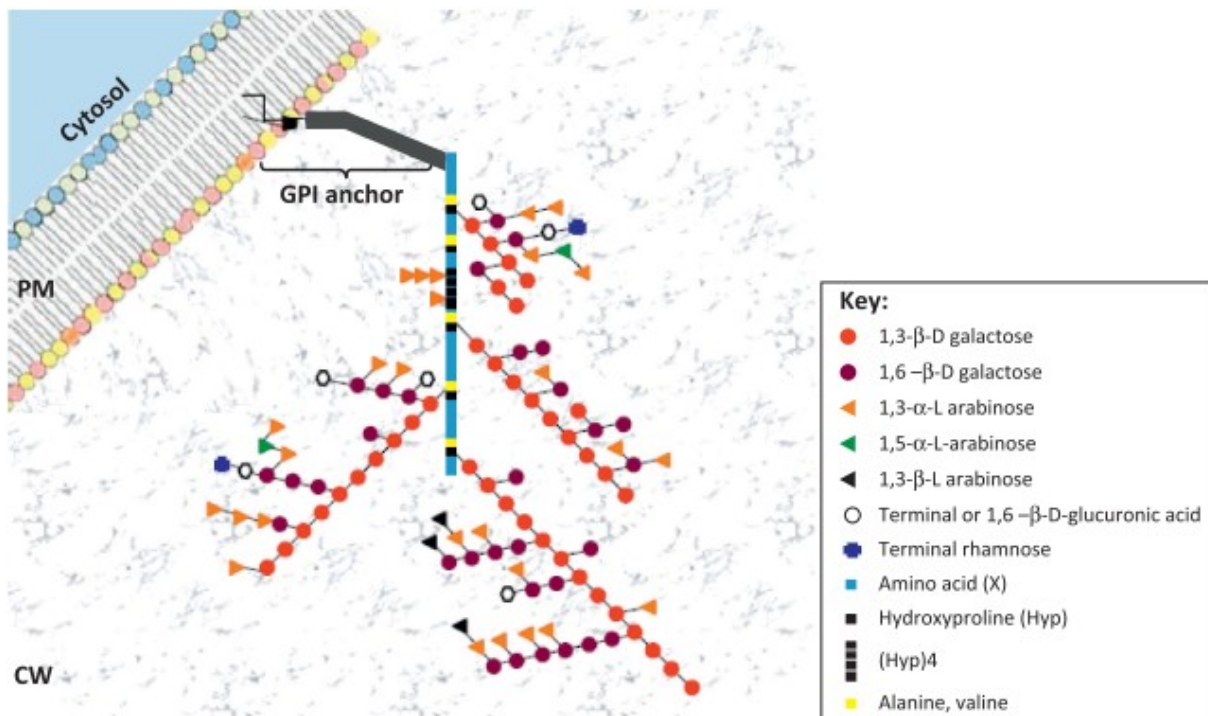 Cytosol
GPI anchor
PM
CW
Key:
1,3-β-D galactose
1,6 –β-D galactose
1,3-α-L arabinose
1,5-α-L-arabinose
1,3-β-L arabinose
Terminal or 1,6 –β-D-glucuronic acid
Terminal rhamnose
Amino acid (X)
Hydroxyproline (Hyp)
(Hyp)4
Alanine, valine